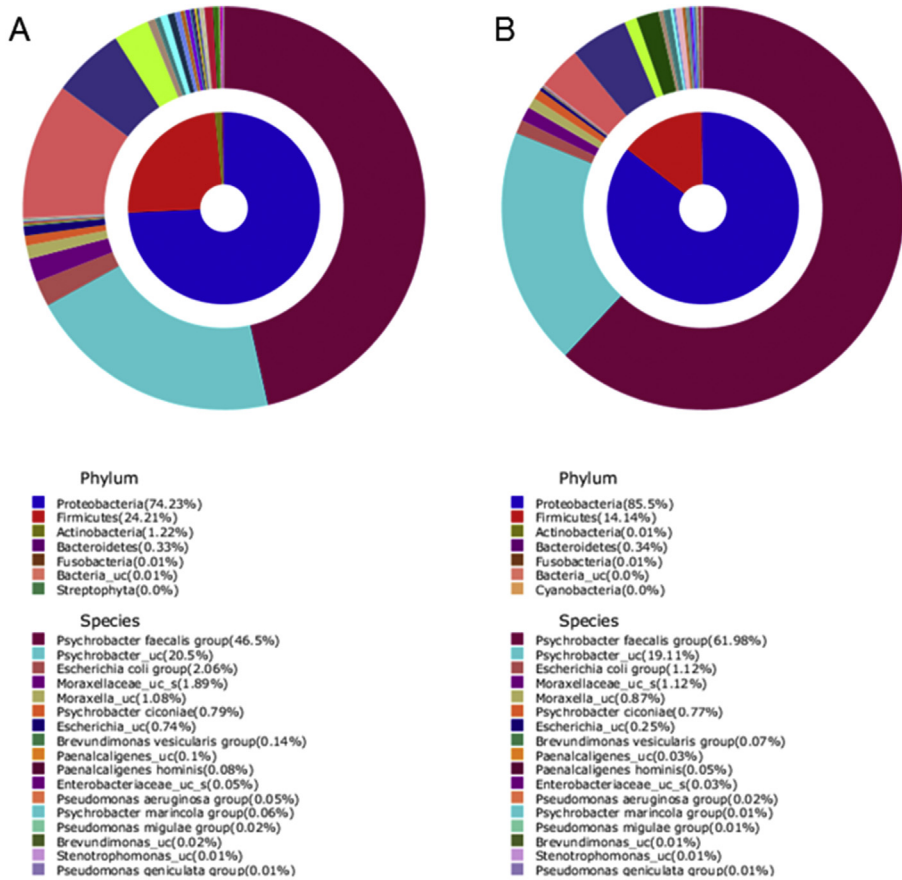 A
B
Phylum
Proteobacteria(74.23%)
Firmicutes(24.21%)
Actinobacteria(1.22%)
Bacteroidetes(0.33%)
Fusobacteria(0.01%)
Bacteria_uc(0.01%)
Streptophyta(0.0%)
Species
Psychrobacter faecalis group(46.5%)
Psychrobacter_uc(20.5%)
Escherichia coli group(2.06%)
Moraxellaceae_uc_s(1.89%)
Moraxella_uc(1.08%)
Psychrobacter ciconiae(0.79%)
Escherichia_uc(0.74%)
Brevundimonas vesicularis group(0.14%)
Paenalcaligenes_uc(0.1%)
Paenalcaligenes hominis(0.08%)
Enterobacteriaceae_uc_s(0.05%)
Pseudomonas aeruginosa group(0.05%)
Psychrobacter marincola group(0.06%)
Pseudomonas migulae group(0.02%)
Brevundimonas_uc(0.02%)
Stenotrophomonas_uc(0.01%)
Pseudomonas geniculata group(0.01%)
Phylum
Proteobacteria(85.5%)
Firmicutes(14.14%)
Actinobacteria(0.01%)
Bacteroidetes(0.34%)
Fusobacteria(0.01%)
Bacteria_uc(0.0%)
Cyanobacteria(0.0%)
Species
Psychrobacter faecalis group(61.98%)
Psychrobacter_uc(19.11%)
Escherichia coli group(1.12%)
Moraxellaceae_uc_s(1.12%)
Moraxella_uc(0.87%)
Psychrobacter ciconiae(0.77%)
Escherichia_uc(0.25%)
Brevundimonas vesicularis group(0.07%)
Paenalcaligenes_uc(0.03%)
Paenalcaligenes hominis(0.05%)
Enterobacteriaceae_uc_s(0.03%)
Pseudomonas aeruginosa group(0.02%)
Psychrobacter marincola group(0.01%)
Pseudomonas migulae group(0.01%)
Brevundimonas_uc(0.01%)
Stenotrophomonas_uc(0.01%)
Pseudomonas geniculata group(0.01%)